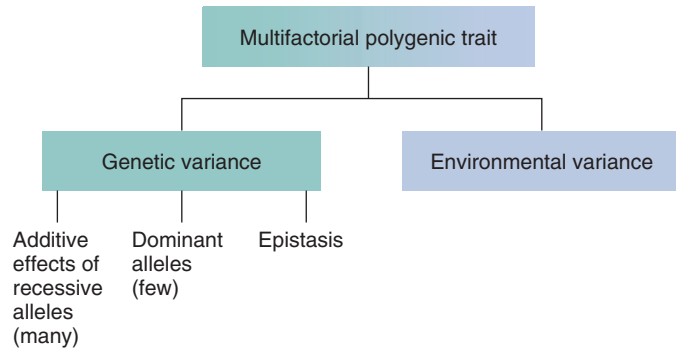 Multifactorial polygenic trait
Genetic variance
Environmental variance
Additive
effects of
recessive
alleles
(many)
Dominant
alleles
(few)
Epistasis